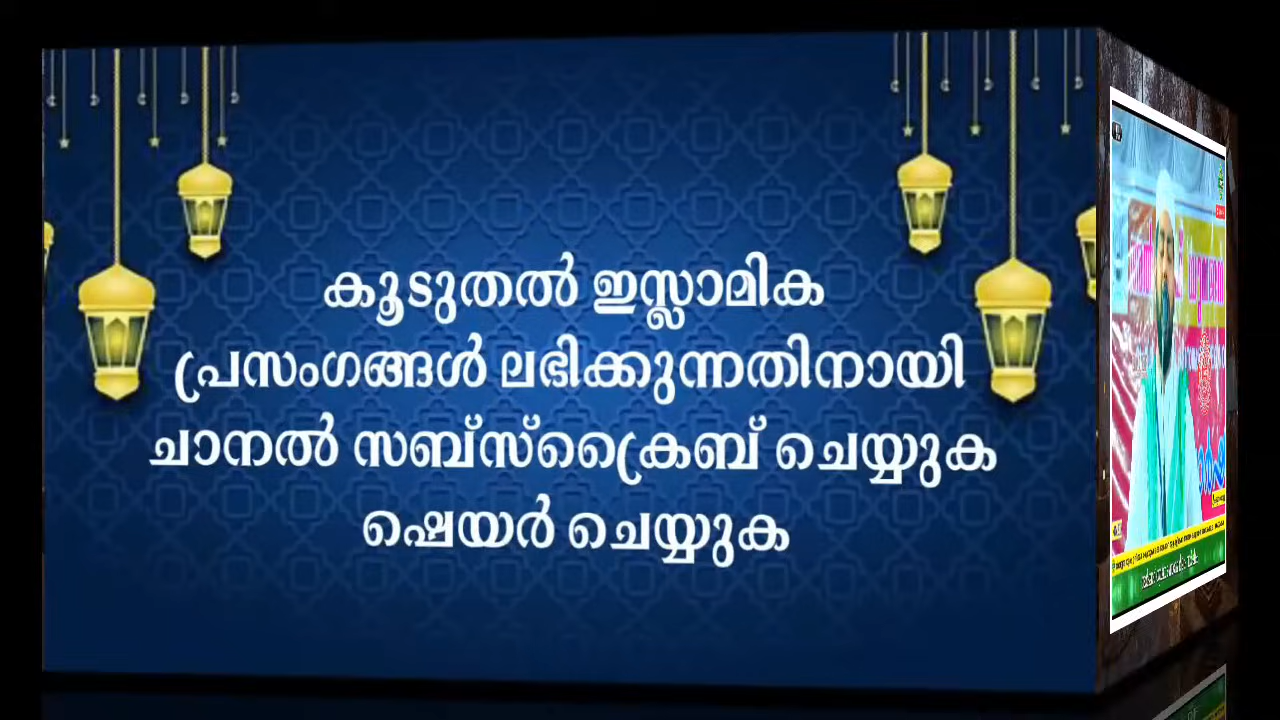 കൂടുതൽ ഇസ്ലാമിക
പ്രസംഗങ്ങൾ ലഭിക്കുന്നതിനായി
ചാനൽ സബ്സ്ക്രൈബ് ചെയ്യുക
ഷെയർ ചെയ്യുക